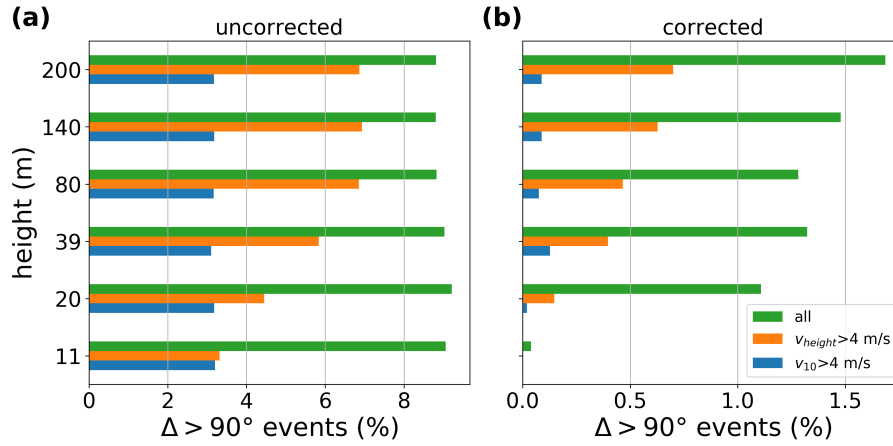 (a)
uncorrected
height (m)
200
140
80
39
20
11
0 2 4 6 8
Δ > 90° events (%)
(b)
corrected
all
v_height>4 m/s
v_10>4 m/s
0.0 0.5 1.0 1.5
Δ > 90° events (%)